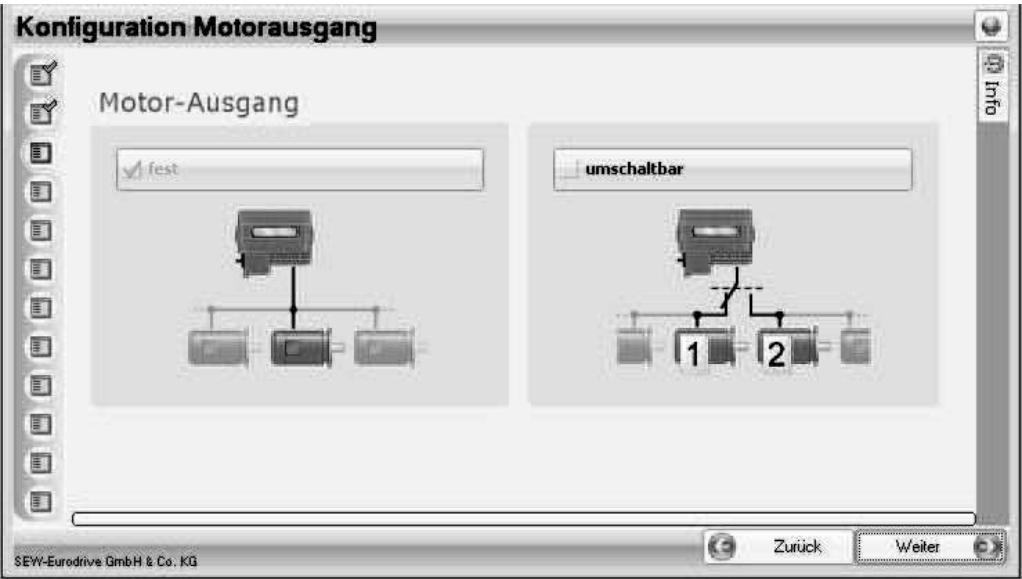 Konfiguration Motorausgang
Info
Motor-Ausgang
fest
umschaltbar
1
2
Zurück
Weiter
SEW-Eurodrive GmbH & Co. KG